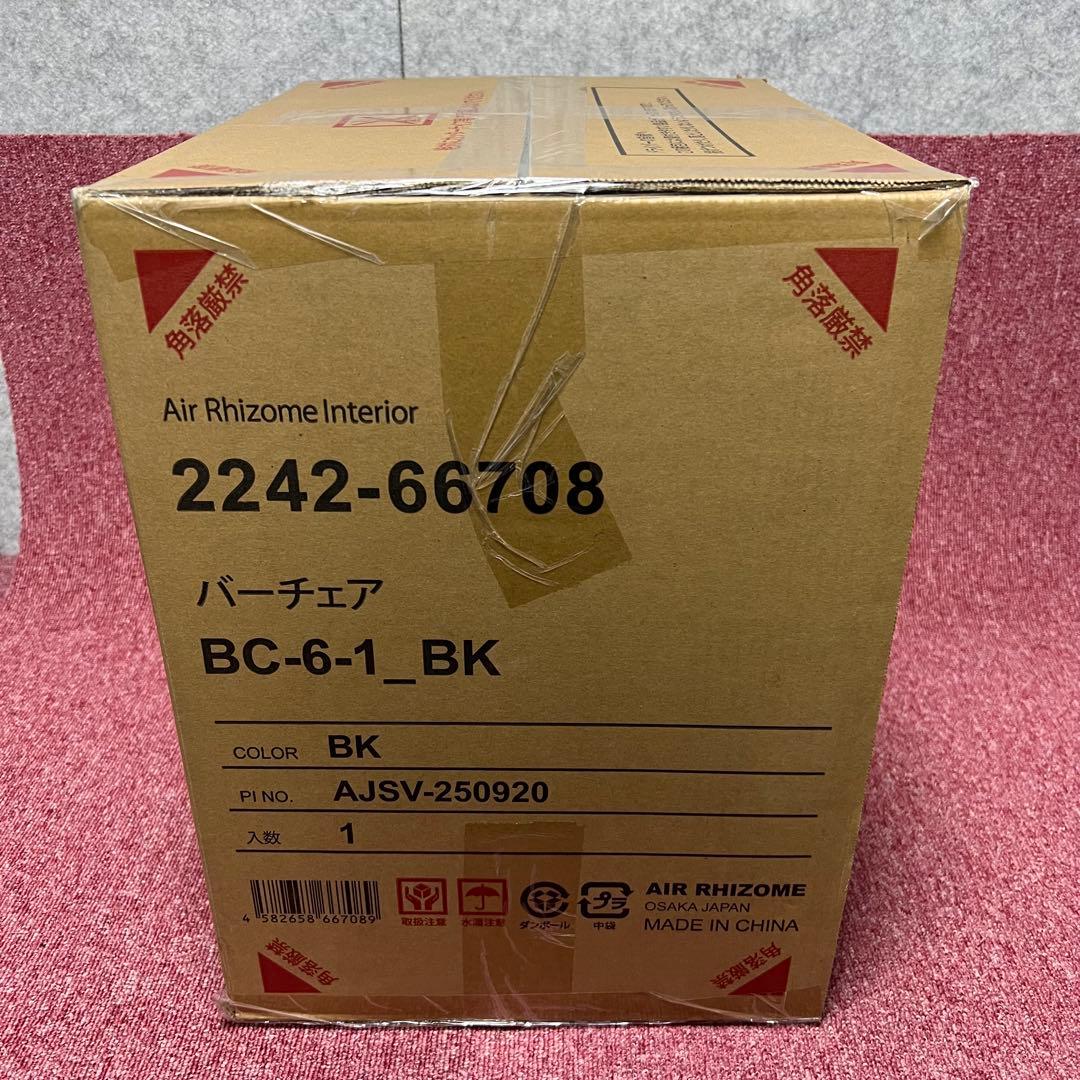 角落厳禁
角落厳禁
Air Rhizome Interior
2242-66708
バーチェア
BC-6-1_BK
COLOR BK
PI NO. AJSV-250920
入数 1
4 582658 667089
取扱注意
水濡注意
ダンボール
プラ
中袋
AIR RHIZOME
OSAKA JAPAN
MADE IN CHINA
角落厳禁
角落厳禁